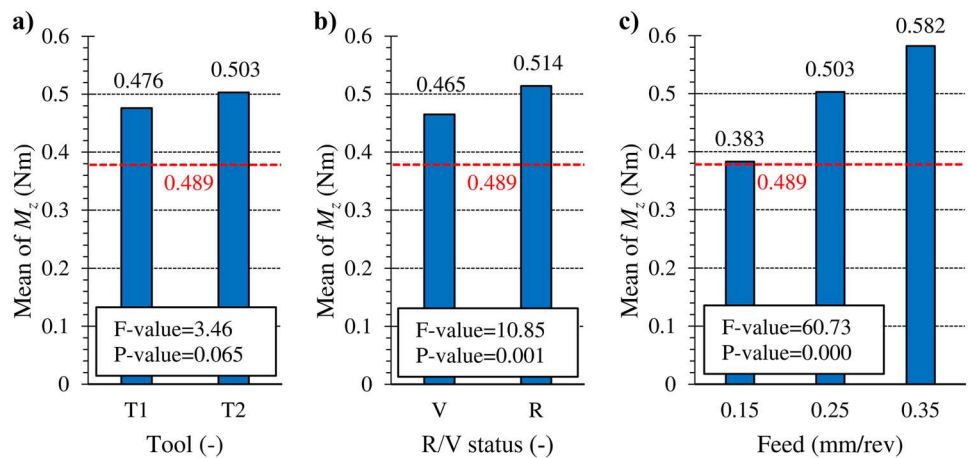 a)
0.6
0.5
0.4
0.3
0.2
0.1
0
Mean of M_z (Nm)
0.476
0.503
0.489
F-value=3.46
P-value=0.065
T1
T2
Tool (-)
b)
0.6
0.5
0.4
0.3
0.2
0.1
0
Mean of M_z (Nm)
0.465
0.514
0.489
F-value=10.85
P-value=0.001
V
R
R/V status (-)
c)
0.6
0.5
0.4
0.3
0.2
0.1
0
Mean of M_z (Nm)
0.383
0.503
0.582
0.489
F-value=60.73
P-value=0.000
0.15
0.25
0.35
Feed (mm/rev)